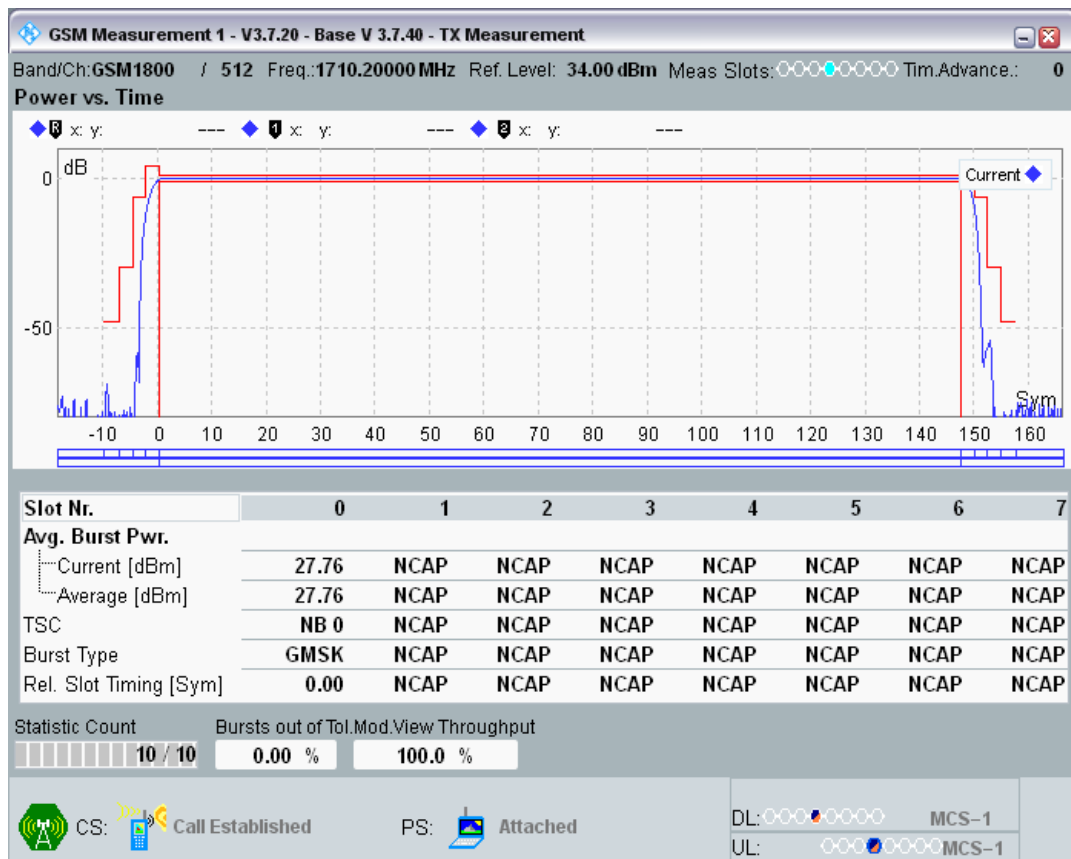 GSM Measurement 1 - V3.7.20 - Base V 3.7.40 - TX Measurement
Band/Ch:GSM1800 / 512 Freq.:1710.20000 MHz Ref. Level: 34.00 dBm Meas Slots: Tim.Advance.: 0
Power vs. Time
R x: y: --- 1 x: y: --- 2 x: y: ---
dB
Current
0
-50
Sym
-10 0 10 20 30 40 50 60 70 80 90 100 110 120 130 140 150 160
Slot Nr. 0 1 2 3 4 5 6 7
Avg. Burst Pwr.
Current [dBm] 27.76 NCAP NCAP NCAP NCAP NCAP NCAP NCAP
Average [dBm] 27.76 NCAP NCAP NCAP NCAP NCAP NCAP NCAP
TSC NB 0 NCAP NCAP NCAP NCAP NCAP NCAP NCAP
Burst Type GMSK NCAP NCAP NCAP NCAP NCAP NCAP NCAP
Rel. Slot Timing [Sym] 0.00 NCAP NCAP NCAP NCAP NCAP NCAP NCAP
Statistic Count Bursts out of Tol.Mod.View Throughput
10 / 10 0.00 % 100.0 %
CS: Call Established PS: Attached
DL: MCS-1
UL: MCS-1